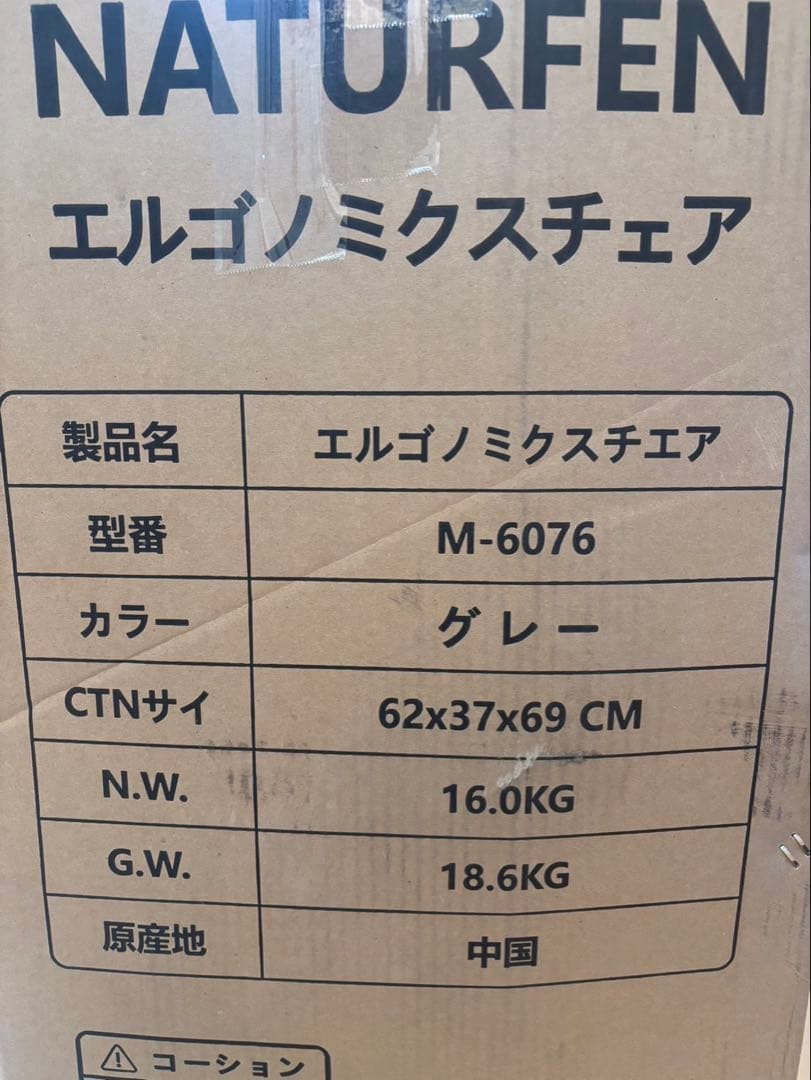 NATURFEN
エルゴノミクスチェア
製品名 エルゴノミクスチエア
型番 M-6076
カラー グレー
CTNサイ 62x37x69 CM
N.W. 16.0KG
G.W. 18.6KG
原産地 中国
⚠ コーション